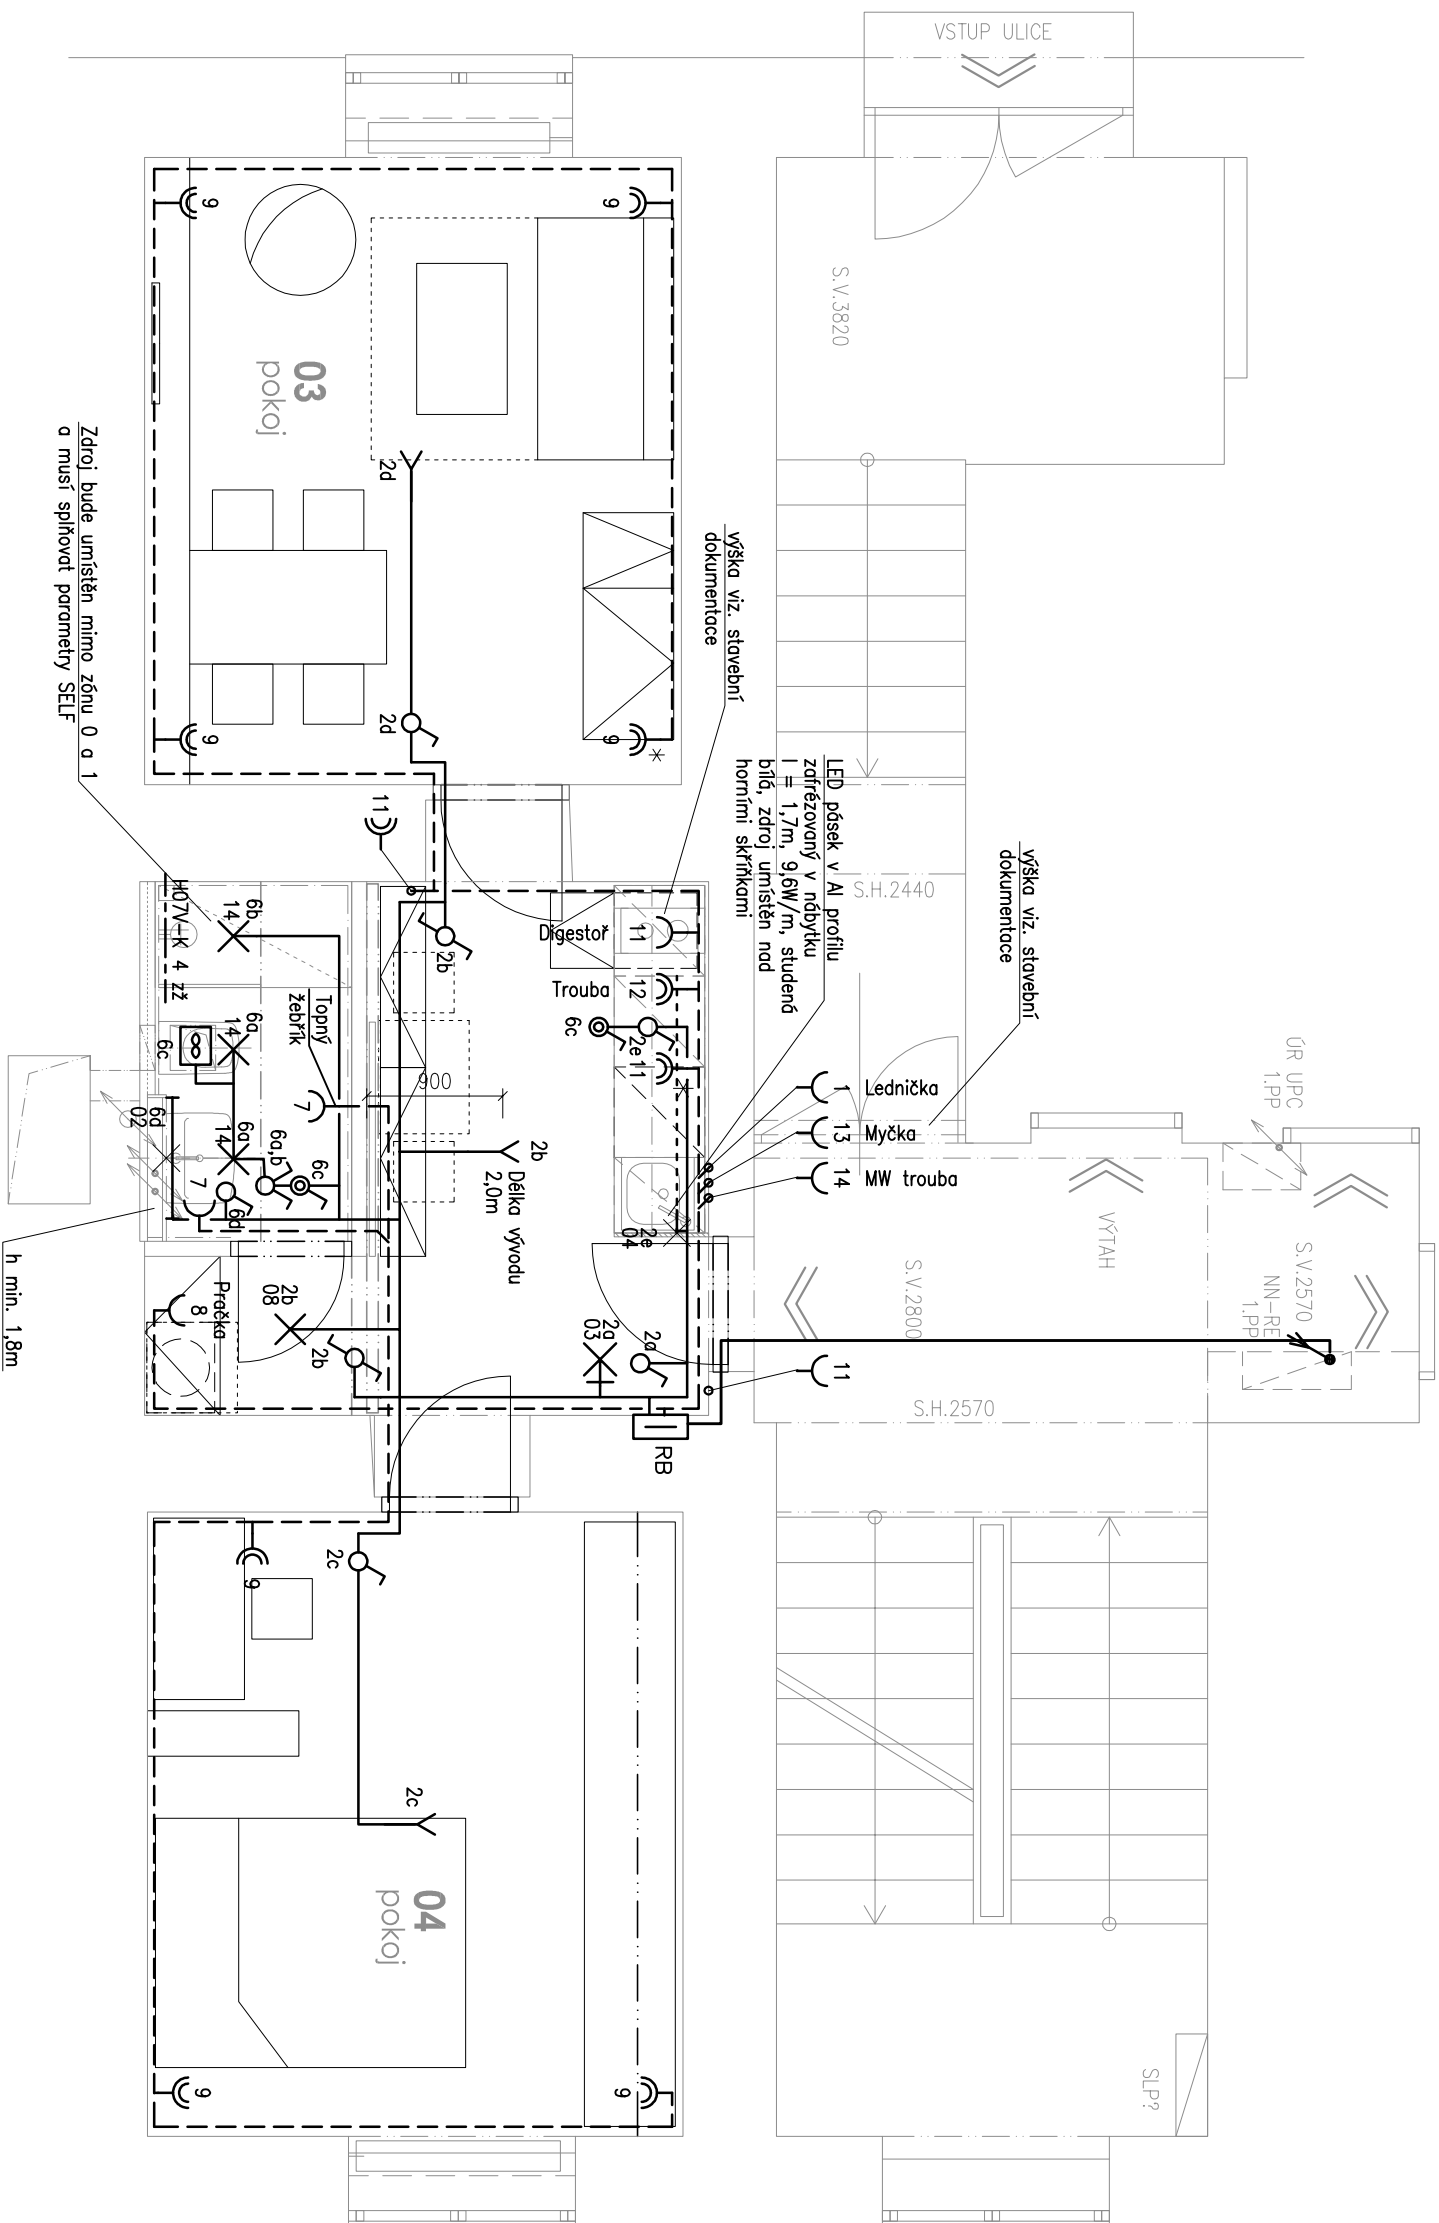 VSTUP ULICE
S.V.3820
9
9
03
pokoj
2d
2d
9
9
Zdroj bude umístěn mimo zónu 0 a 1
a musí splňovat parametry SELF
výška viz. stavební
dokumentace
LED pásek v Al profilu
zafrézovaný v nábytku
l = 1,7m, 9,6W/m, studená
bílá, zdroj umístěn nad
horními skříňkami
výška viz. stavební
dokumentace
S.H.2440
11
2b
Digestoř
11
Trouba
12
6c
2e
11
H07V-K 4 zž
6b
14
6a
14
6c
Topný
žebřík
7
900
1 Lednička
13 Myčka
14 MW trouba
ÚR UPC
1.PP
VÝTAH
S.V.2570
NN-RE
1.PP
S.V.2800
S.H.2570
2b
Délka vývodu
2,0m
2e
04
6d
02
6a
14
6a,b
6c
7
6d
h min. 1,8m
Pračka
8
2b
08
2b
2a
03
2a
11
RB
2c
9
2c
04
pokoj
9
9
SLP?